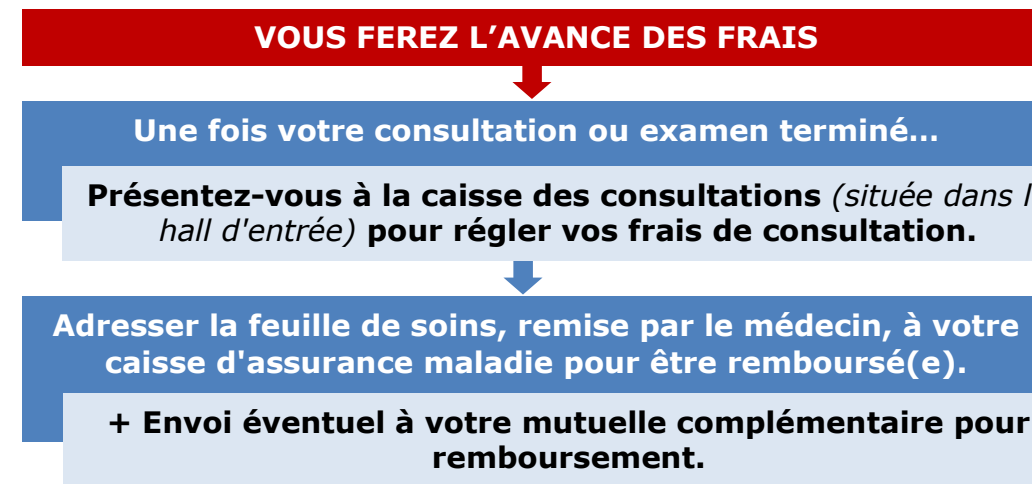 VOUS FEREZ L’AVANCE DES FRAIS
Une fois votre consultation ou examen terminé…
Présentez-vous à la caisse des consultations (située dans l
hall d'entrée) pour régler vos frais de consultation.
Adresser la feuille de soins, remise par le médecin, à votre
caisse d'assurance maladie pour être remboursé(e).
+ Envoi éventuel à votre mutuelle complémentaire pour
remboursement.